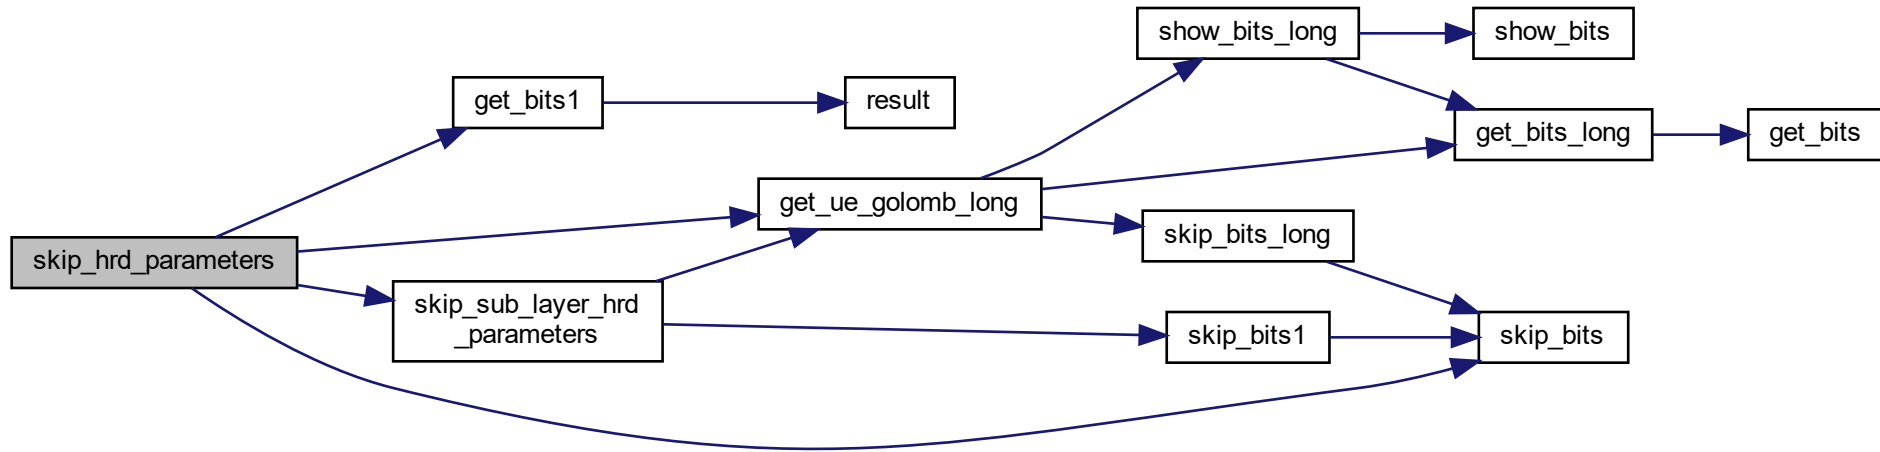 show_bits_long
show_bits
get_bits1
result
get_bits_long
get_bits
get_ue_golomb_long
skip_bits_long
skip_hrd_parameters
skip_sub_layer_hrd
_parameters
skip_bits1
skip_bits